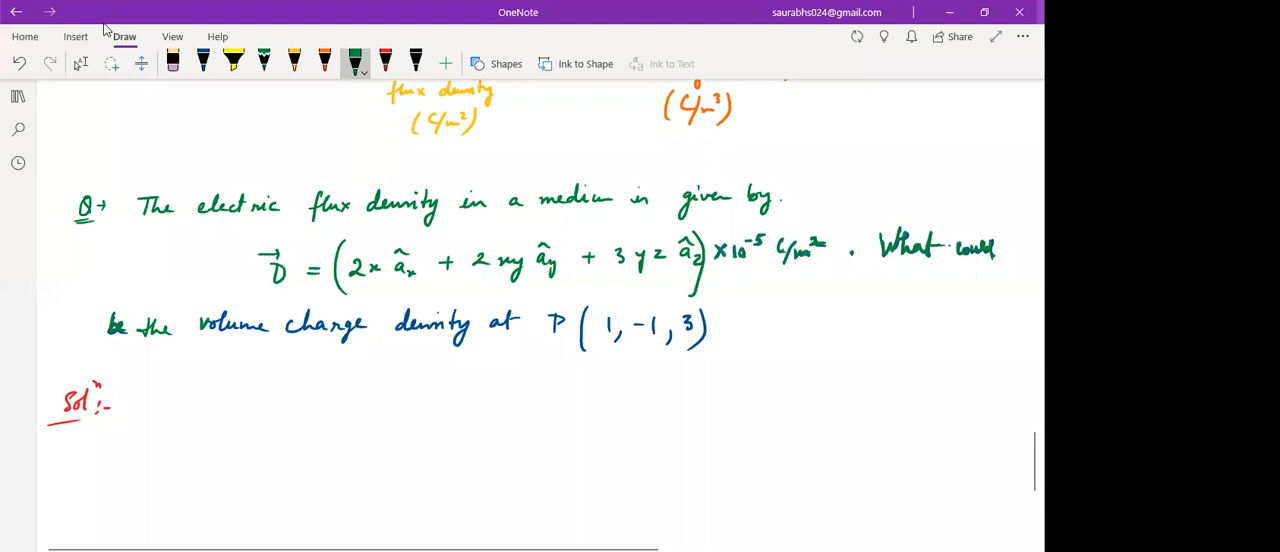 OneNote
saurabhs024@gmail.com
Home Insert Draw View Help
Share
Shapes Ink to Shape Ink to Text
flux density
(C/m²)
(C/m³)
Q→ The electric flux density in a medium is given by.
D⃗ = (2x âx + 2xy ây + 3yz âz) × 10⁻⁵ C/m². What could
be the volume charge density at P(1, -1, 3)
Solⁿ:-